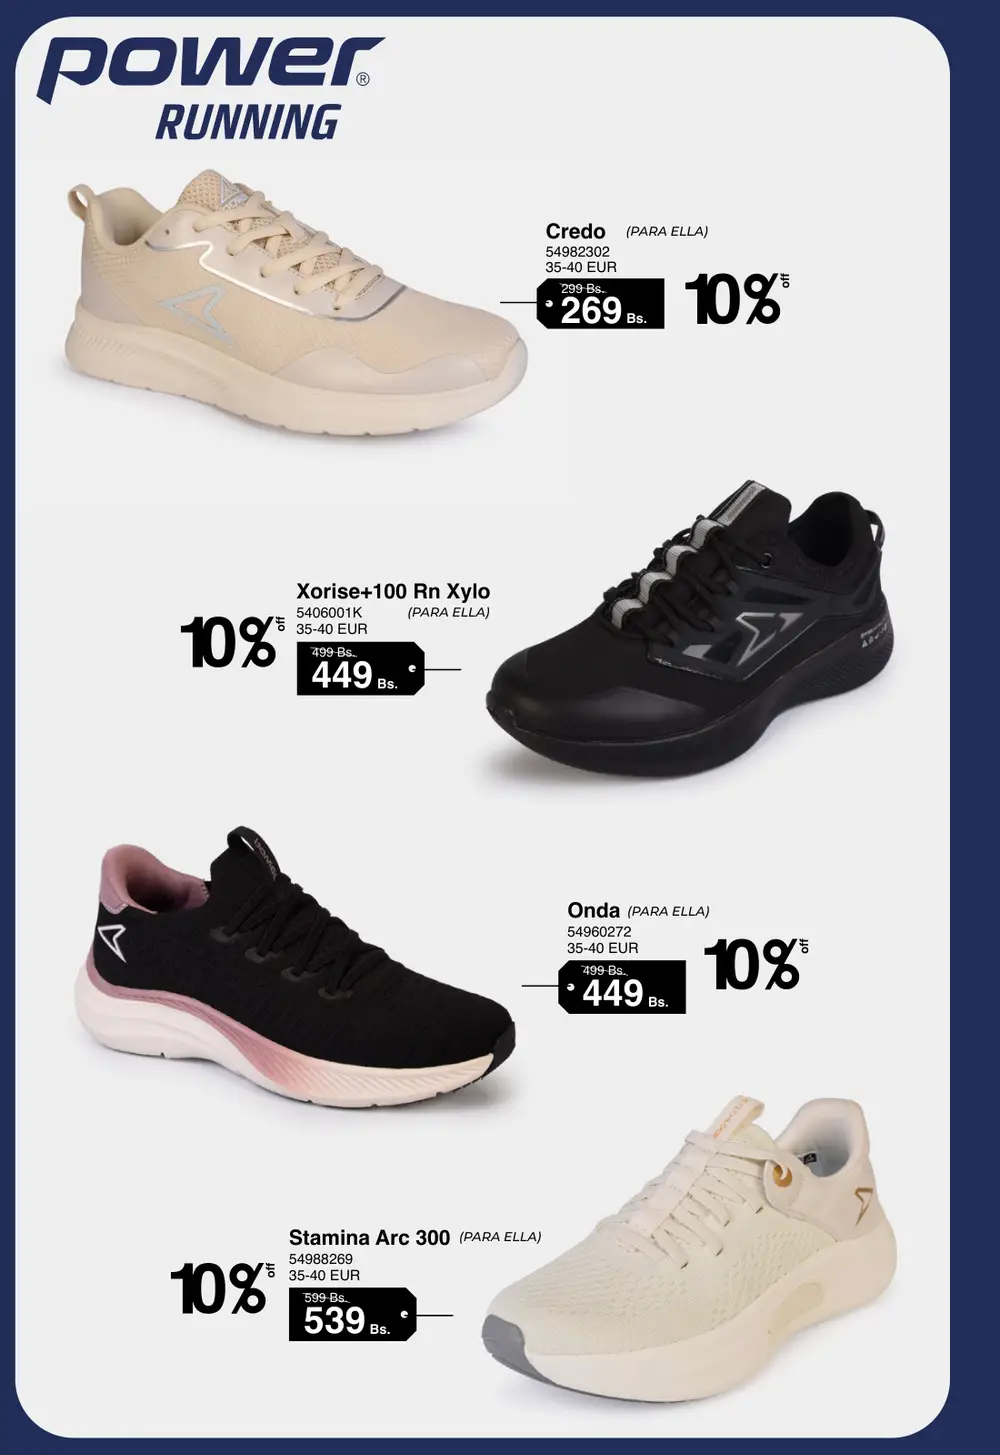 power®
RUNNING
Credo (PARA ELLA)
54982302
35-40 EUR
299 Bs.
269 Bs.
10% off
Xorise+100 Rn Xylo
5406001K (PARA ELLA)
35-40 EUR
499 Bs.
449 Bs.
10% off
Onda (PARA ELLA)
54960272
35-40 EUR
499 Bs.
449 Bs.
10% off
Stamina Arc 300 (PARA ELLA)
54988269
35-40 EUR
599 Bs.
539 Bs.
10% off